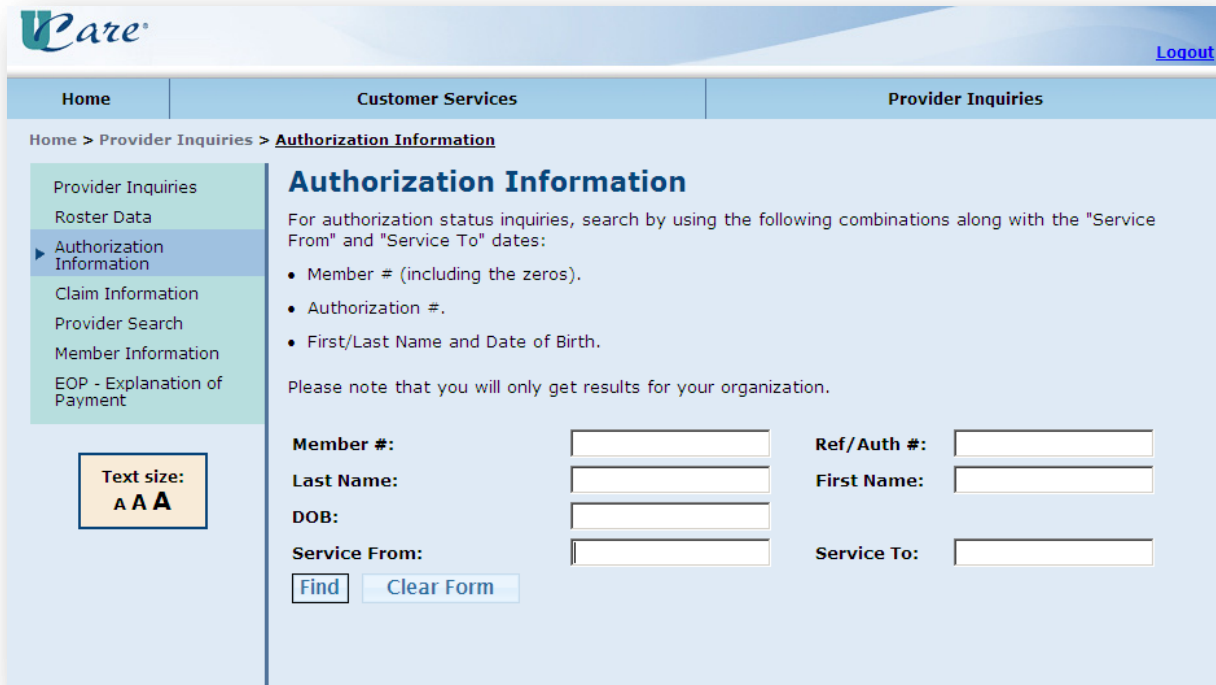 UCare®
Logout
Home Customer Services Provider Inquiries
Home > Provider Inquiries > Authorization Information
Provider Inquiries
Roster Data
Authorization
Information
Claim Information
Provider Search
Member Information
EOP - Explanation of
Payment
Text size:
A A A
Authorization Information
For authorization status inquiries, search by using the following combinations along with the "Service
From" and "Service To" dates:
• Member # (including the zeros).
• Authorization #.
• First/Last Name and Date of Birth.
Please note that you will only get results for your organization.
Member #: Ref/Auth #:
Last Name: First Name:
DOB:
Service From: Service To:
Find Clear Form